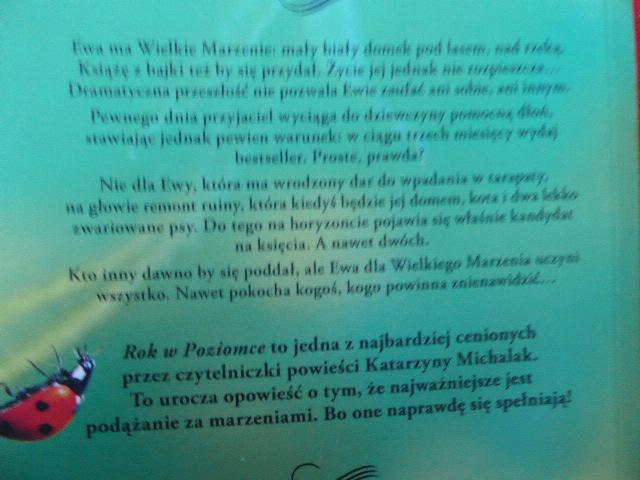 Ewa ma Wielkie Marzenie: mały biały domek pod lasem, nad rzeką.
Książę z bajki też by się przydał. Życie jej jednak nie rozpieszcza...
Dramatyczna przeszłość nie pozwala Ewie zaufać ani sobie, ani innym.
Pewnego dnia przyjaciel wyciąga do dziewczyny pomocną dłoń,
stawiając jednak pewien warunek: w ciągu trzech miesięcy wydaj
bestseller. Proste, prawda?
Nie dla Ewy, która ma wrodzony dar do wpadania w tarapaty,
na głowie remont ruiny, która kiedyś będzie jej domem, kota i dwa lekko
zwariowane psy. Do tego na horyzoncie pojawia się właśnie kandydat
na księcia. A nawet dwóch.
Kto inny dawno by się poddał, ale Ewa dla Wielkiego Marzenia uczyni
wszystko. Nawet pokocha kogoś, kogo powinna znienawidzić...
Rok w Poziomce to jedna z najbardziej cenionych
przez czytelniczki powieści Katarzyny Michalak.
To urocza opowieść o tym, że najważniejsze jest
podążanie za marzeniami. Bo one naprawdę się spełniają!